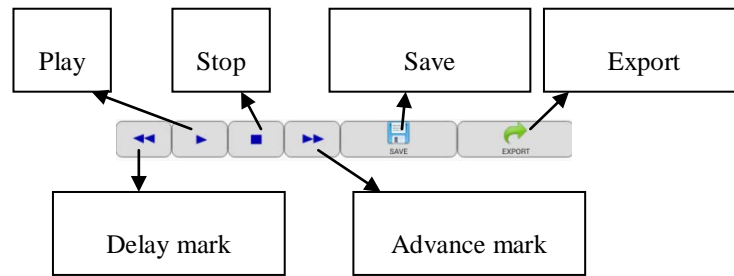 Play
Stop
Save
Export
SAVE
EXPORT
Delay mark
Advance mark